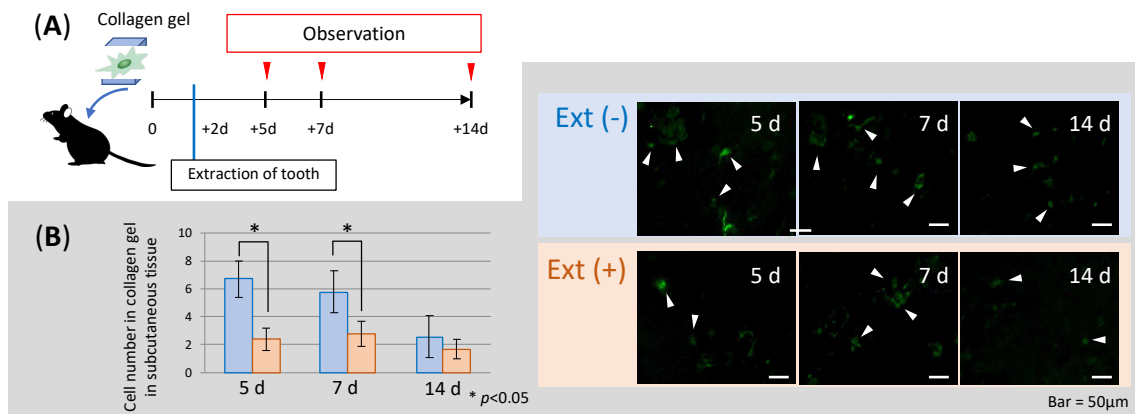 (A)
Collagen gel
Observation
0
+2d
+5d
+7d
+14d
Extraction of tooth
(B)
Cell number in collagen gel
in subcutaneous tissue
10
8
6
4
2
0
*
*
5 d
7 d
14 d
* p<0.05
Ext (-)
5 d
7 d
14 d
Ext (+)
5 d
7 d
14 d
Bar = 50μm